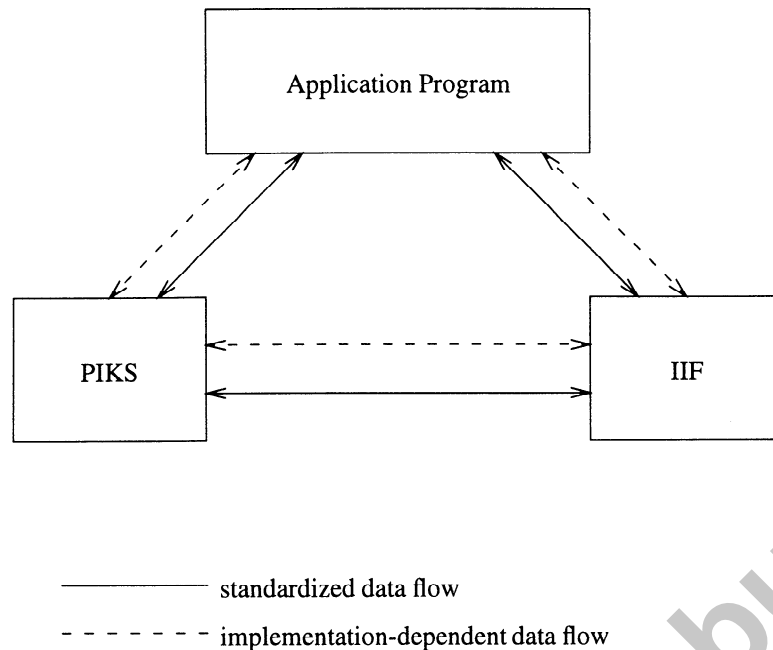 Application Program
PIKS
IIF
standardized data flow
implementation-dependent data flow